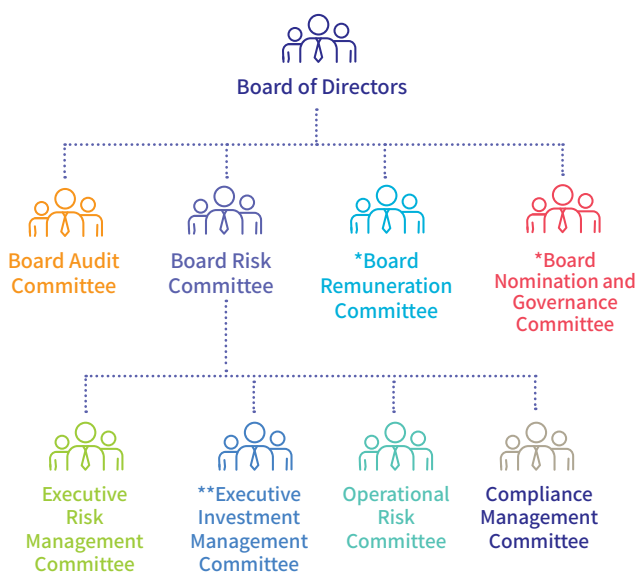 Board of Directors
Board Audit
Committee
Board Risk
Committee
*Board
Remuneration
Committee
*Board
Nomination and
Governance
Committee
Executive
Risk
Management
Committee
**Executive
Investment
Management
Committee
Operational
Risk
Committee
Compliance
Management
Committee